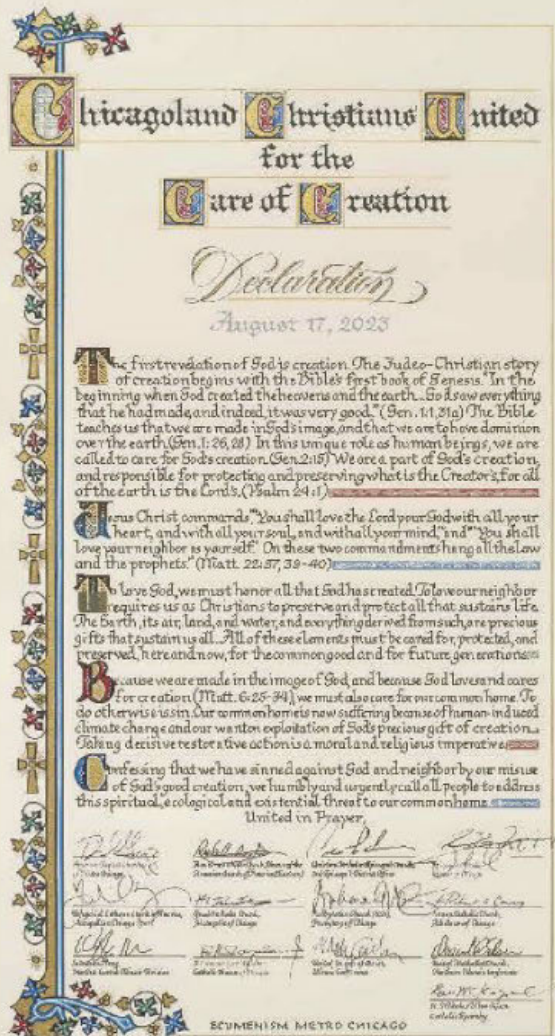 Chicagoland Christians United
for the
Care of Creation
Declaration
August 17, 2023
The first revelation of God is creation. The Judeo-Christian story
of creation begins with the Bible's first book of Genesis. "In the
beginning when God created the heavens and the earth...God saw everything
that he had made, and indeed, it was very good." (Gen. 1:1, 31a) The Bible
teaches us that we are made in God's image, and that we are to have dominion
over the earth (Gen. 1:26, 28) In this unique role as human beings, we are
called to care for God's creation (Gen. 2:15) We are a part of God's creation,
and responsible for protecting and preserving what is the Creator's, for all
of the earth is the Lord's. (Psalm 24:1)
Jesus Christ commands, "You shall love the Lord your God with all your
heart, and with all your soul, and with all your mind," and "You shall
love your neighbor as yourself." On these two commandments hang all the law
and the prophets." (Matt. 22:37, 39-40)
To love God, we must honor all that God has created. To love our neighbor
requires us as Christians to preserve and protect all that sustains life.
The Earth, its air, land, and water, and everything derived from such, are precious
gifts that sustain us all. All of these elements must be cared for, protected, and
preserved, here and now, for the common good and for future generations.
Because we are made in the image of God, and because God loves and cares
for creation (Matt. 6:25-34), we must also care for our common home. To
do otherwise is sin. Our common home is now suffering because of human-induced
climate change and our wanton exploitation of God's precious gift of creation.
Taking decisive restorative action is a moral and religious imperative.
Confessing that we have sinned against God and neighbor by our misuse
of God's good creation, we humbly and urgently call all people to address
this spiritual, ecological and existential threat to our common home.
United in Prayer,
ECUMENISM METRO CHICAGO